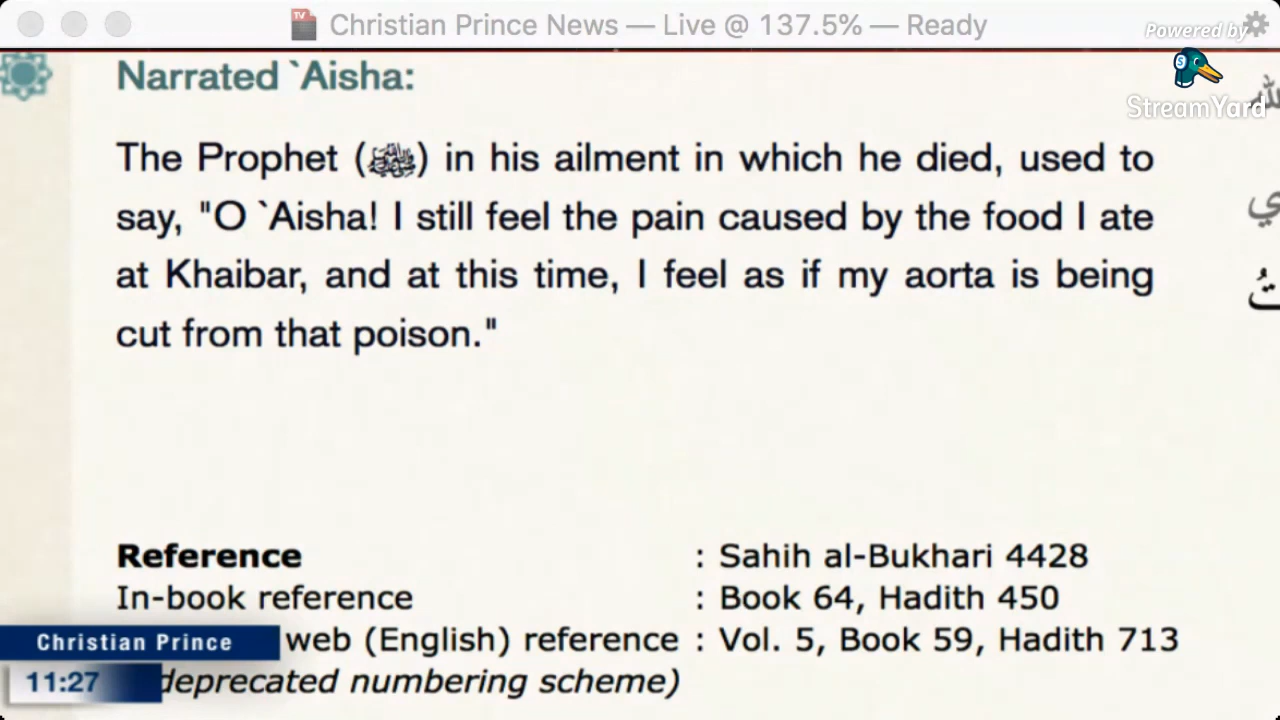 Christian Prince News — Live @ 137.5% — Ready
Powered by
StreamYard
Narrated `Aisha:
The Prophet (ﷺ) in his ailment in which he died, used to
say, "O `Aisha! I still feel the pain caused by the food I ate
at Khaibar, and at this time, I feel as if my aorta is being
cut from that poison."
Reference : Sahih al-Bukhari 4428
In-book reference : Book 64, Hadith 450
web (English) reference : Vol. 5, Book 59, Hadith 713
deprecated numbering scheme)
Christian Prince
11:27